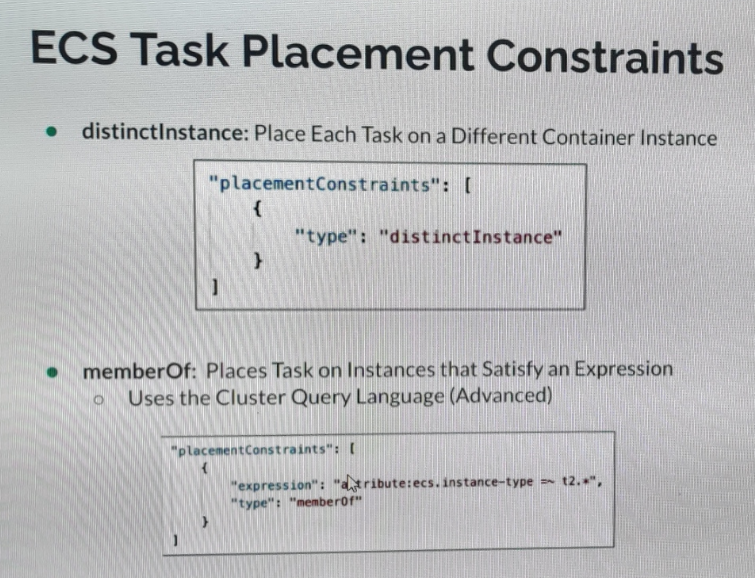 ECS Task Placement Constraints
distinctInstance: Place Each Task on a Different Container Instance
"placementConstraints": [
{
"type": "distinctInstance"
}
]
memberOf: Places Task on Instances that Satisfy an Expression
Uses the Cluster Query Language (Advanced)
"placementConstraints": [
{
"expression": "attribute:ecs.instance-type =~ t2.*",
"type": "memberOf"
}
]